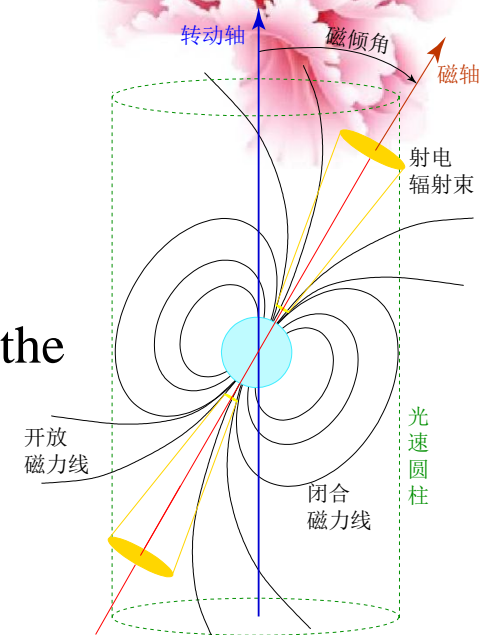 转动轴
磁倾角
磁轴
射电
辐射束
the
开放
磁力线
光
速
圆
柱
闭合
磁力线